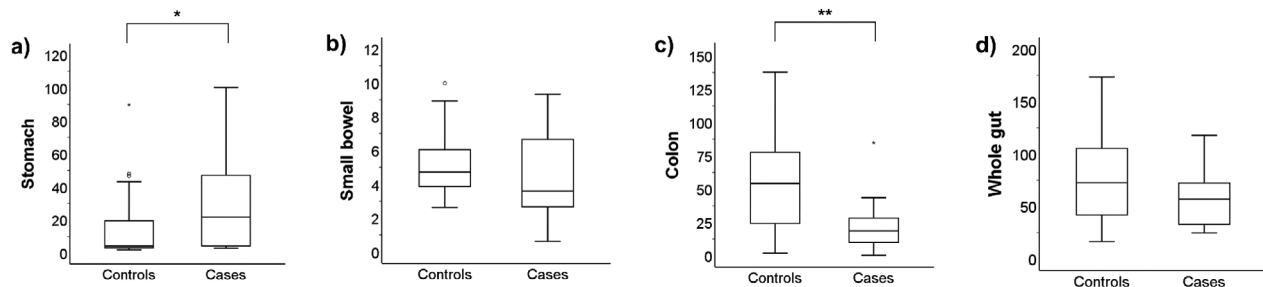 a)
*
Stomach
120
100
80
60
40
20
0
Controls
Cases
b)
Small bowel
12
10
8
6
4
2
0
Controls
Cases
c)
**
Colon
150
125
100
75
50
25
0
Controls
Cases
d)
Whole gut
200
150
100
50
0
Controls
Cases